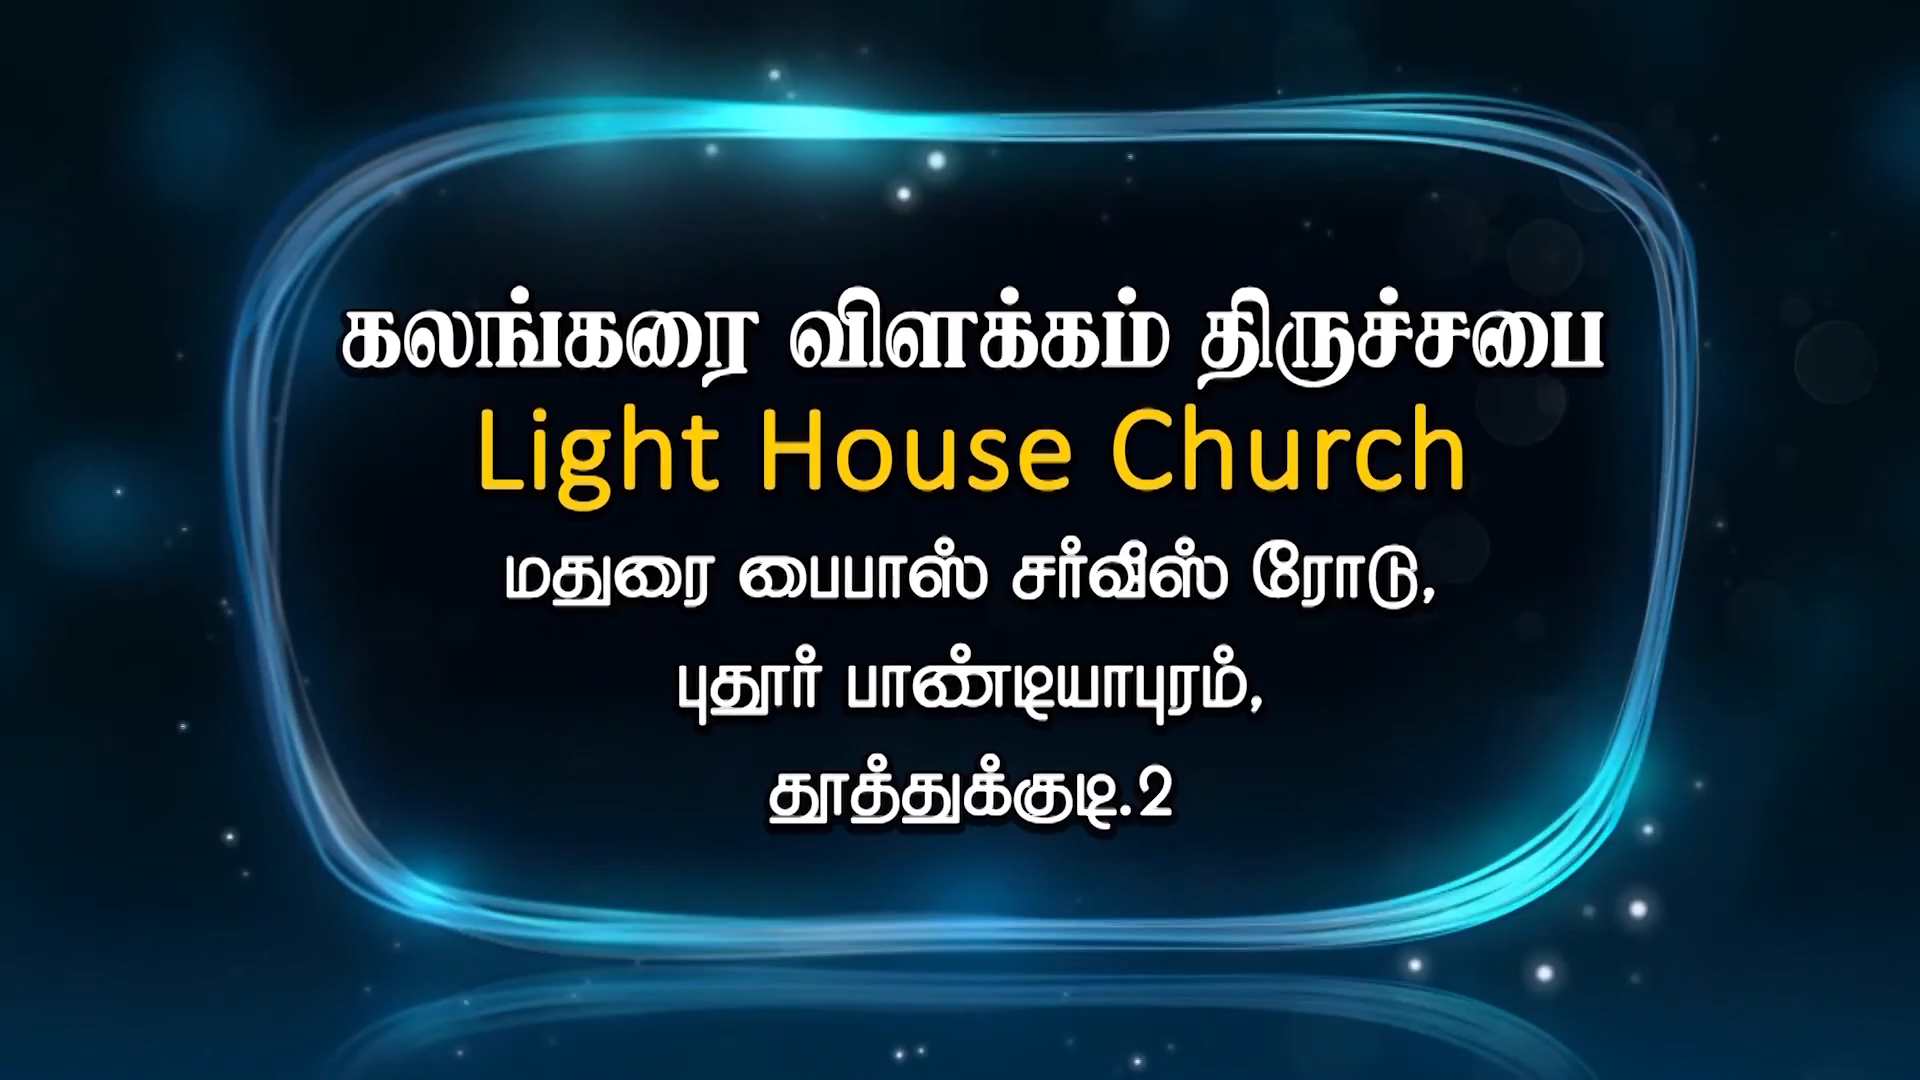 கலங்கரை விளக்கம் திருச்சபை
Light House Church
மதுரை பைபாஸ் சர்வீஸ் ரோடு,
புதூர் பாண்டியாபுரம்,
தூத்துக்குடி.2